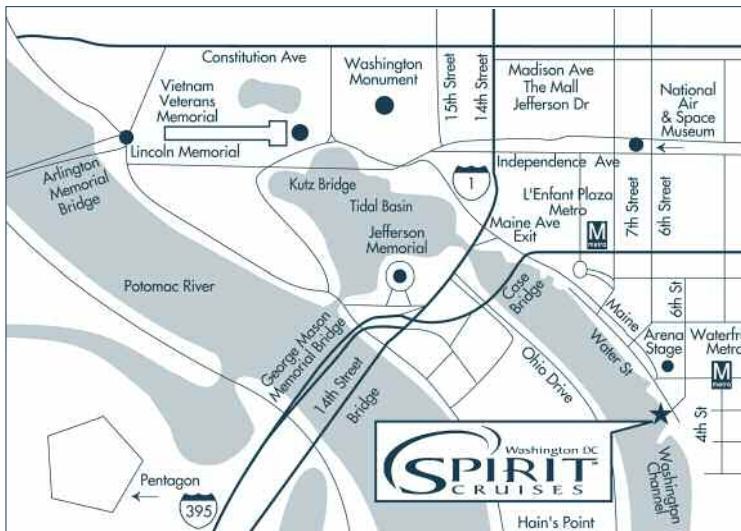 Constitution Ave
Vietnam
Veterans
Memorial
Washington
Monument
15th Street
14th Street
Madison Ave
The Mall
Jefferson Dr
National
Air
& Space
Museum
Lincoln Memorial
Arlington
Memorial
Bridge
Kutz Bridge
Tidal Basin
Jefferson
Memorial
1
Independence Ave
L'Enfant Plaza
Metro
M
metro
7th Street
6th Street
Maine Ave
Exit
Potomac River
George Mason
Memorial Bridge
14th Street
Bridge
Case
Bridge
Ohio Drive
Water St
Maine
6th St
Arena
Stage
Waterfr
Metro
M
metro
4th St
Washington
Channel
Washington DC
SPIRIT
CRUISES
Hain's Point
Pentagon
395